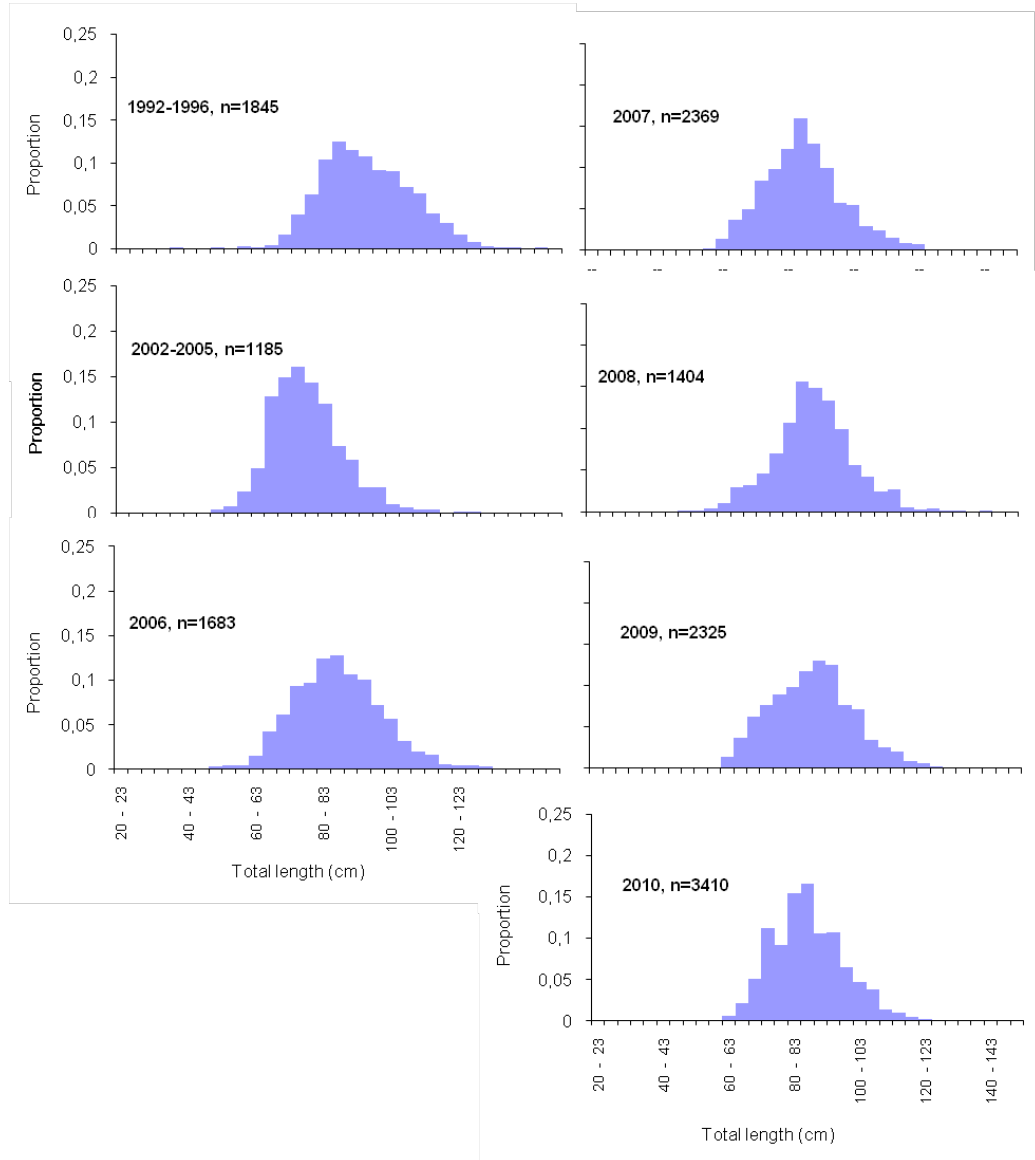 0,25
0,2
0,15
0,1
0,05
0
Proportion
1992-1996, n=1845
2007, n=2369
-- -- -- -- -- -- --
0,25
0,2
0,15
0,1
0,05
0
Proportion
2002-2005, n=1185
2008, n=1404
0,25
0,2
0,15
0,1
0,05
0
Proportion
2006, n=1683
2009, n=2325
20 - 23
40 - 43
60 - 63
80 - 83
100 - 103
120 - 123
Total length (cm)
0,25
0,2
0,15
0,1
0,05
0
Proportion
2010, n=3410
20 - 23
40 - 43
60 - 63
80 - 83
100 - 103
120 - 123
140 - 143
Total length (cm)